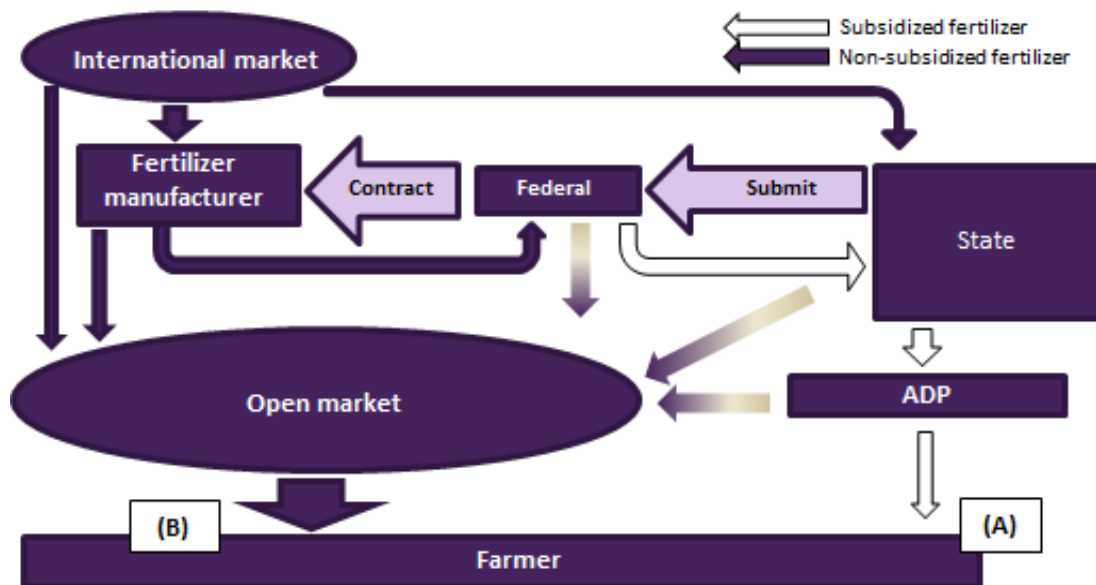 Subsidized fertilizer
International market
Non-subsidized fertilizer
Fertilizer
manufacturer
Contract
Federal
Submit
State
Open market
ADP
(B)
(A)
Farmer